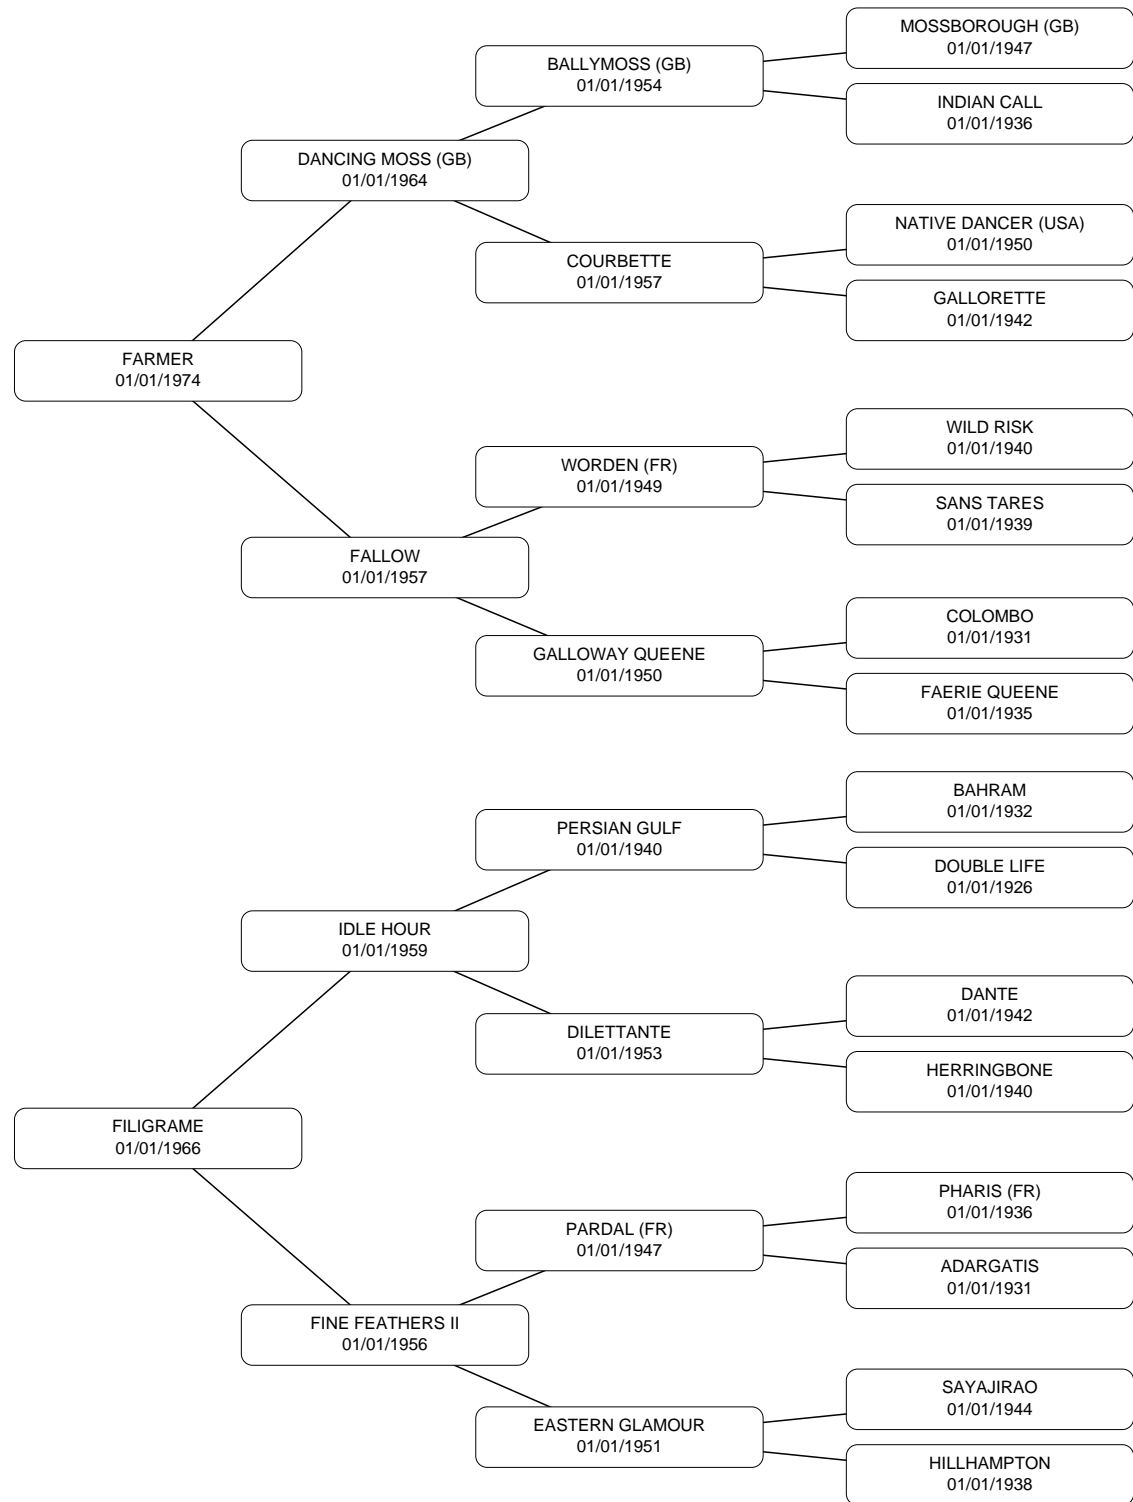 MOSSBOROUGH (GB)
01/01/1947
BALLYMOSS (GB)
01/01/1954
INDIAN CALL
01/01/1936
DANCING MOSS (GB)
01/01/1964
NATIVE DANCER (USA)
01/01/1950
COURBETTE
01/01/1957
GALLORETTE
01/01/1942
FARMER
01/01/1974
WILD RISK
01/01/1940
WORDEN (FR)
01/01/1949
SANS TARES
01/01/1939
FALLOW
01/01/1957
COLOMBO
01/01/1931
GALLOWAY QUEENE
01/01/1950
FAERIE QUEENE
01/01/1935
BAHRAM
01/01/1932
PERSIAN GULF
01/01/1940
DOUBLE LIFE
01/01/1926
IDLE HOUR
01/01/1959
DANTE
01/01/1942
DILETTANTE
01/01/1953
HERRINGBONE
01/01/1940
FILIGRAME
01/01/1966
PHARIS (FR)
01/01/1936
PARDAL (FR)
01/01/1947
ADARGATIS
01/01/1931
FINE FEATHERS II
01/01/1956
SAYAJIRAO
01/01/1944
EASTERN GLAMOUR
01/01/1951
HILLHAMPTON
01/01/1938